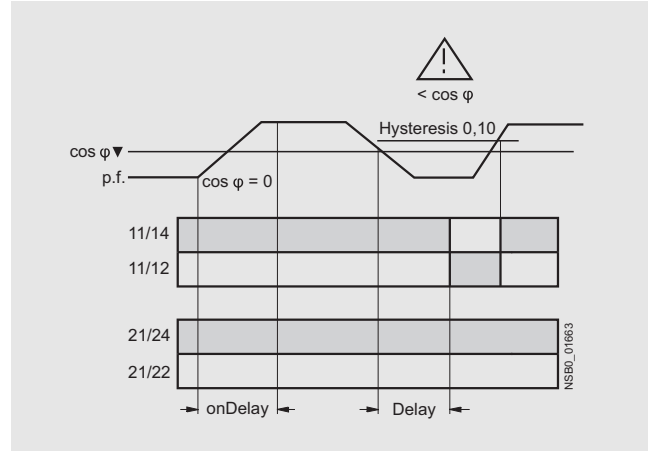 < cos φ
Hysteresis 0,10
cos φ▼
p.f.
cos φ = 0
11/14
11/12
21/24
21/22
onDelay
Delay
NSB0_01663